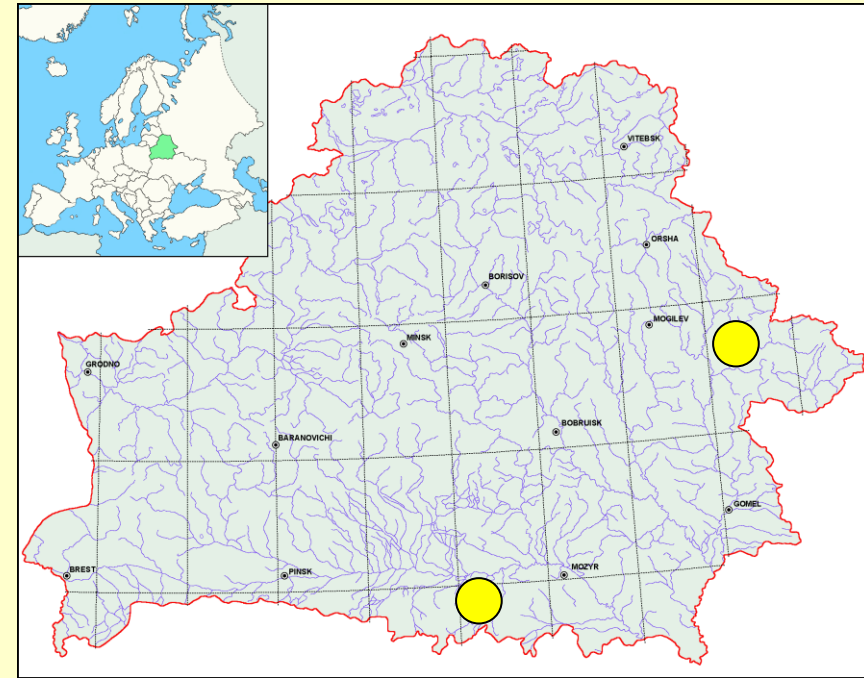 VITEBSK
ORSHA
BORISOV
MOGILEV
MINSK
GRODNO
BOBRUISK
BARANOVICHI
GOMEL
BREST
PINSK
MOZYR